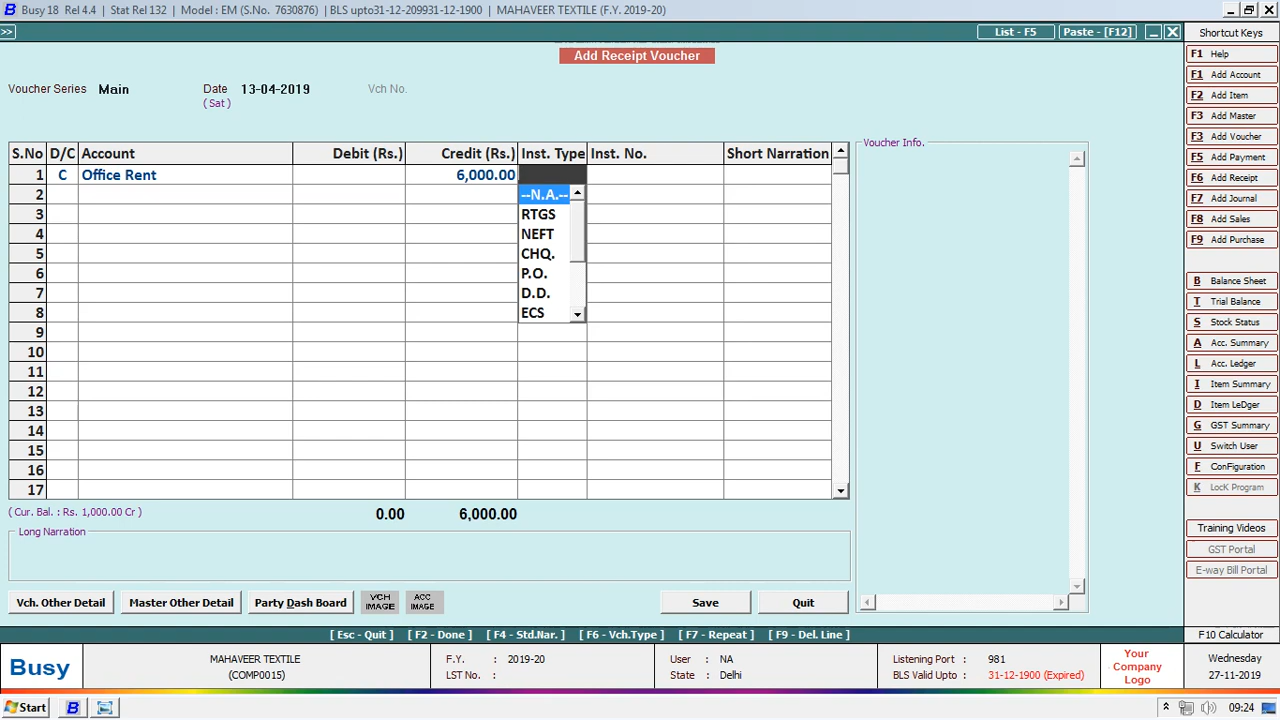 Busy 18 Rel 4.4 | Stat Rel 132 | Model : EM (S.No. 7630876) | BLS upto31-12-209931-12-1900 | MAHAVEER TEXTILE (F.Y. 2019-20)
>> List - F5 Paste - [F12]
Add Receipt Voucher
Voucher Series Main Date 13-04-2019 Vch No.
( Sat )
S.No D/C Account Debit (Rs.) Credit (Rs.) Inst. Type Inst. No. Short Narration
1 C Office Rent 6,000.00
2 --N.A.--
3 RTGS
4 NEFT
5 CHQ.
6 P.O.
7 D.D.
8 ECS
9
10
11
12
13
14
15
16
17
( Cur. Bal. : Rs. 1,000.00 Cr ) 0.00 6,000.00
Long Narration
Voucher Info.
Vch. Other Detail Master Other Detail Party Dash Board VCH IMAGE ACC IMAGE Save Quit
[ Esc - Quit ] [ F2 - Done ] [ F4 - Std.Nar. ] [ F6 - Vch.Type ] [ F7 - Repeat ] [ F9 - Del. Line ]
Shortcut Keys
F1 Help
F1 Add Account
F2 Add Item
F3 Add Master
F3 Add Voucher
F5 Add Payment
F6 Add Receipt
F7 Add Journal
F8 Add Sales
F9 Add Purchase
B Balance Sheet
T Trial Balance
S Stock Status
A Acc. Summary
L Acc. Ledger
I Item Summary
D Item LeDger
G GST Summary
U Switch User
F ConFiguration
K LocK Program
Training Videos
GST Portal
E-way Bill Portal
F10 Calculator
Busy
MAHAVEER TEXTILE
(COMP0015)
F.Y. : 2019-20
LST No. :
User : NA
State : Delhi
Listening Port : 981
BLS Valid Upto : 31-12-1900 (Expired)
Your
Company
Logo
Wednesday
27-11-2019
Start 09:24